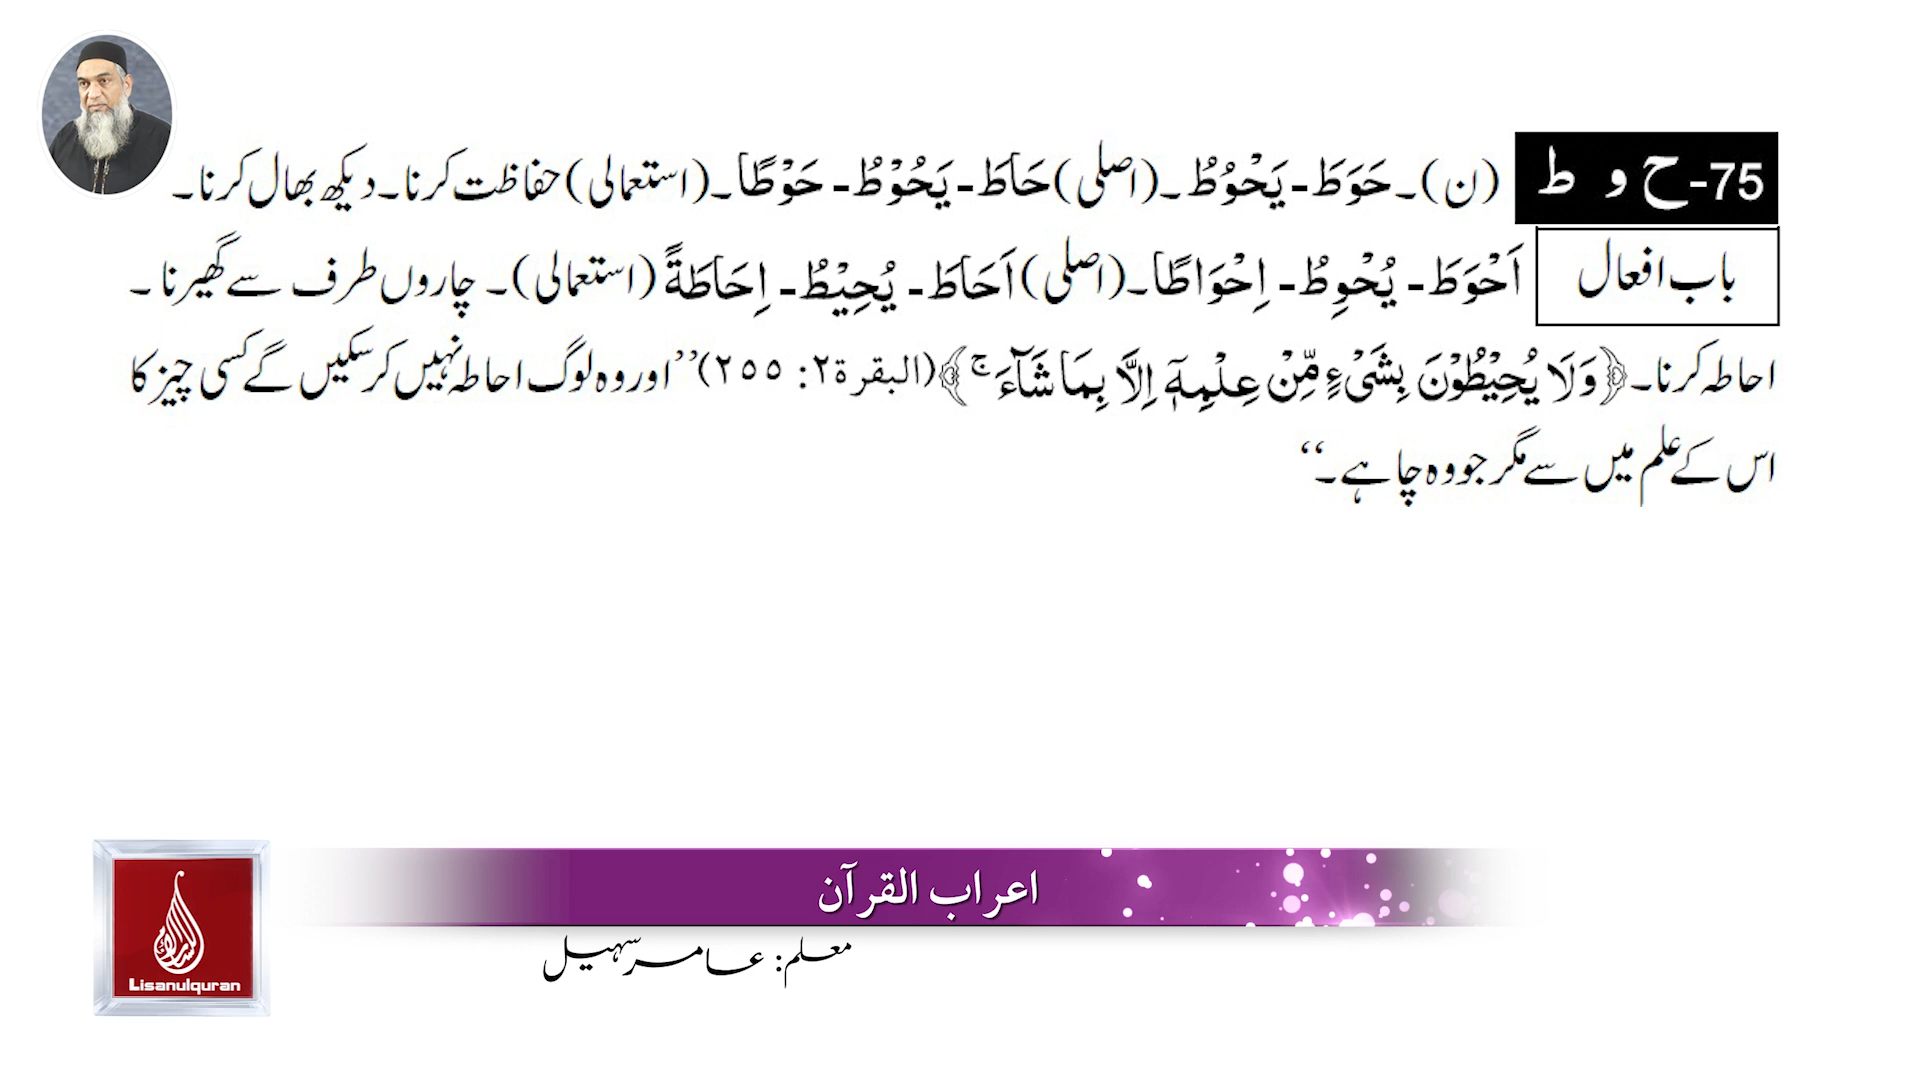 75-ح و ط (ن)۔حَوَطَ۔یَحْوُطُ۔(اصلی)حَاطَ۔یَحُوْطُ۔حَوْطًا۔(استعمالی)حفاظت کرنا۔دیکھ بھال کرنا۔
باب افعال اَحْوَطَ۔یُحْوِطُ۔اِحْوَاطًا۔(اصلی)اَحَاطَ۔یُحِیْطُ۔اِحَاطَةً(استعمالی)۔چاروں طرف سے گھیرنا۔
احاطہ کرنا۔﴿وَلَا یُحِیْطُوْنَ بِشَیْءٍ مِّنْ عِلْمِهٖٓ اِلَّا بِمَا شَآءَ ۚ﴾(البقرة۲: ۲۵۵)’’اور وہ لوگ احاطہ نہیں کر سکیں گے کسی چیز کا
اس کے علم میں سے مگر جو وہ چاہے۔‘‘
اعراب القرآن
معلم: عامر سہیل
Lisanulquran